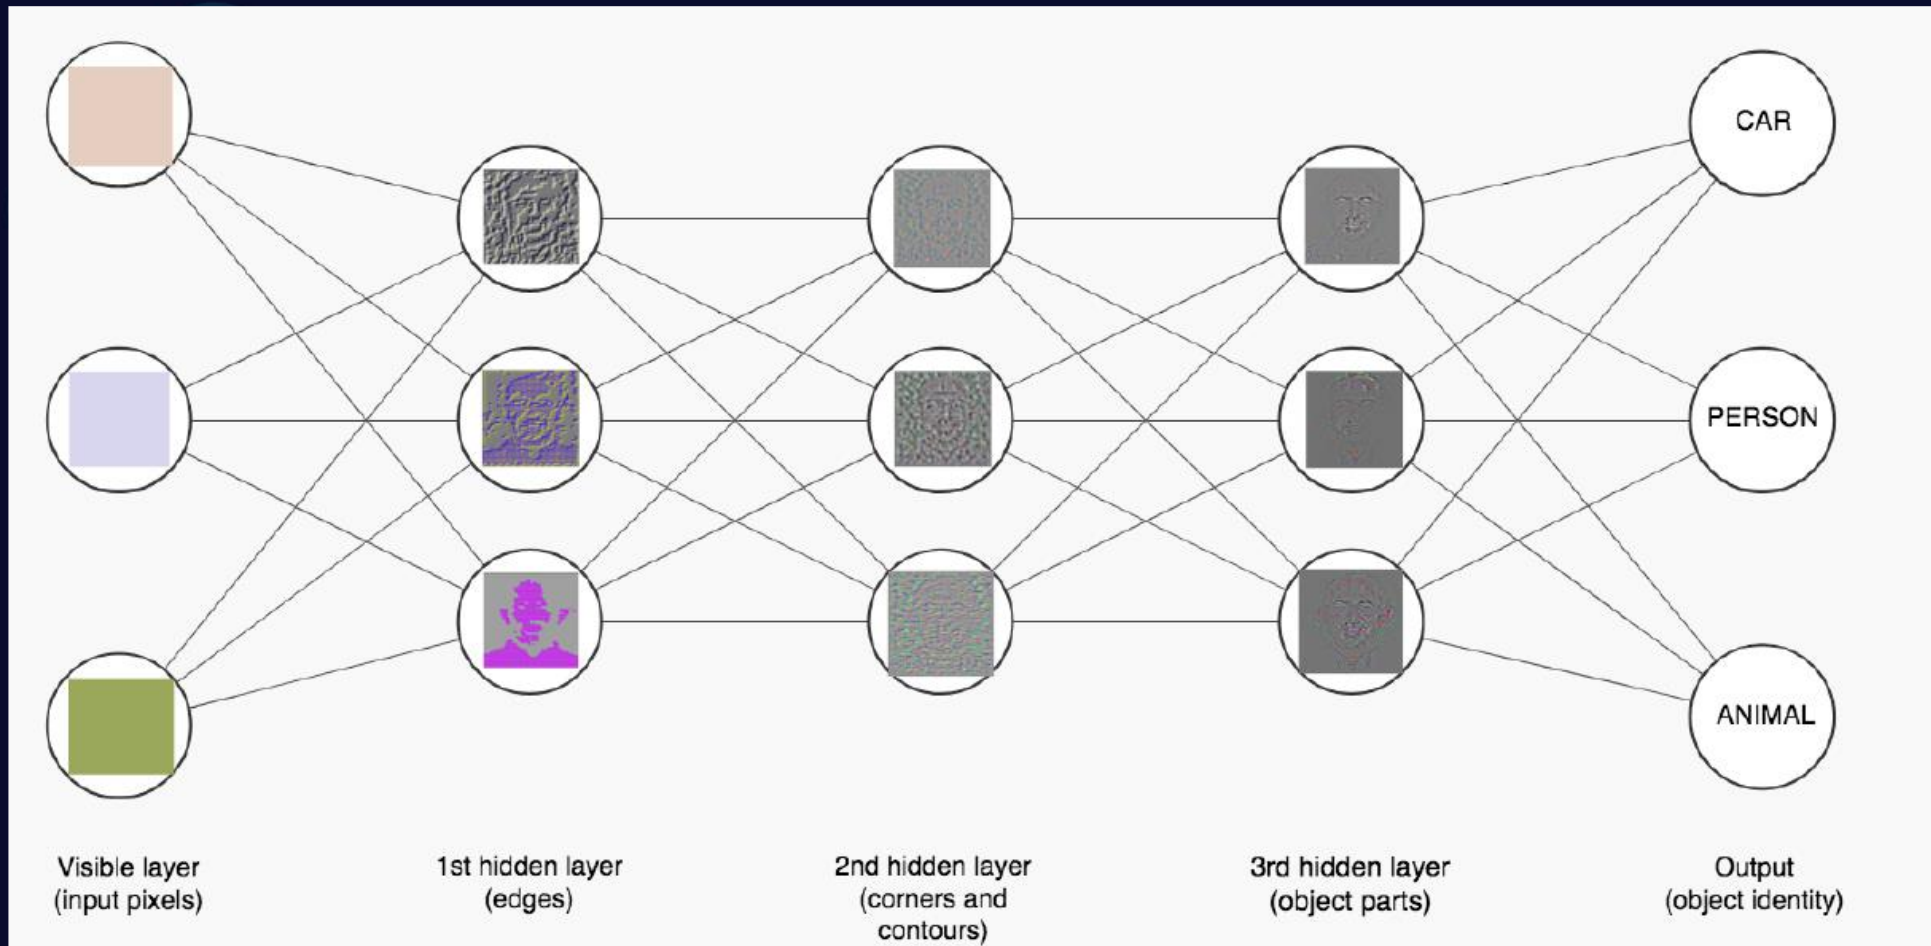 CAR
PERSON
ANIMAL
Visible layer
(input pixels)
1st hidden layer
(edges)
2nd hidden layer
(corners and
contours)
3rd hidden layer
(object parts)
Output
(object identity)